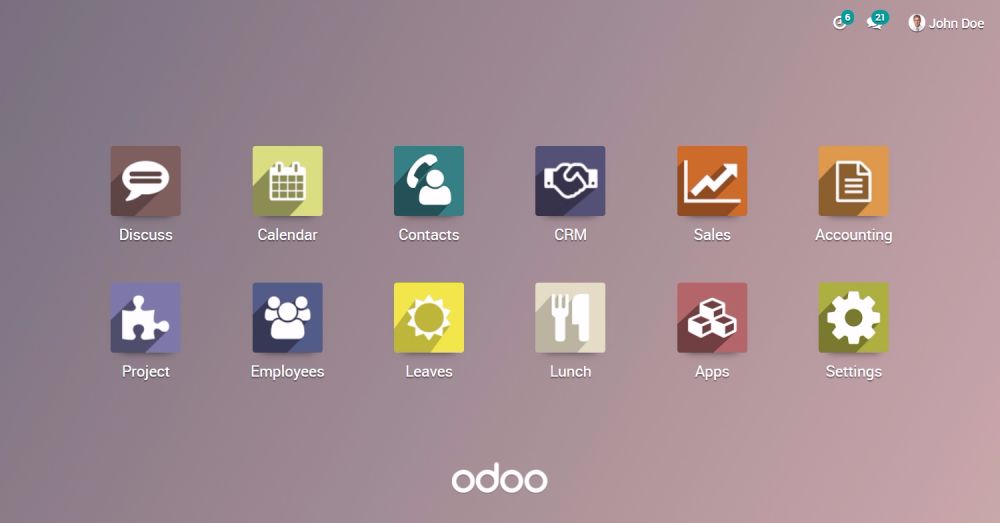 6 21 John Doe
Discuss Calendar Contacts CRM Sales Accounting
Project Employees Leaves Lunch Apps Settings
odoo